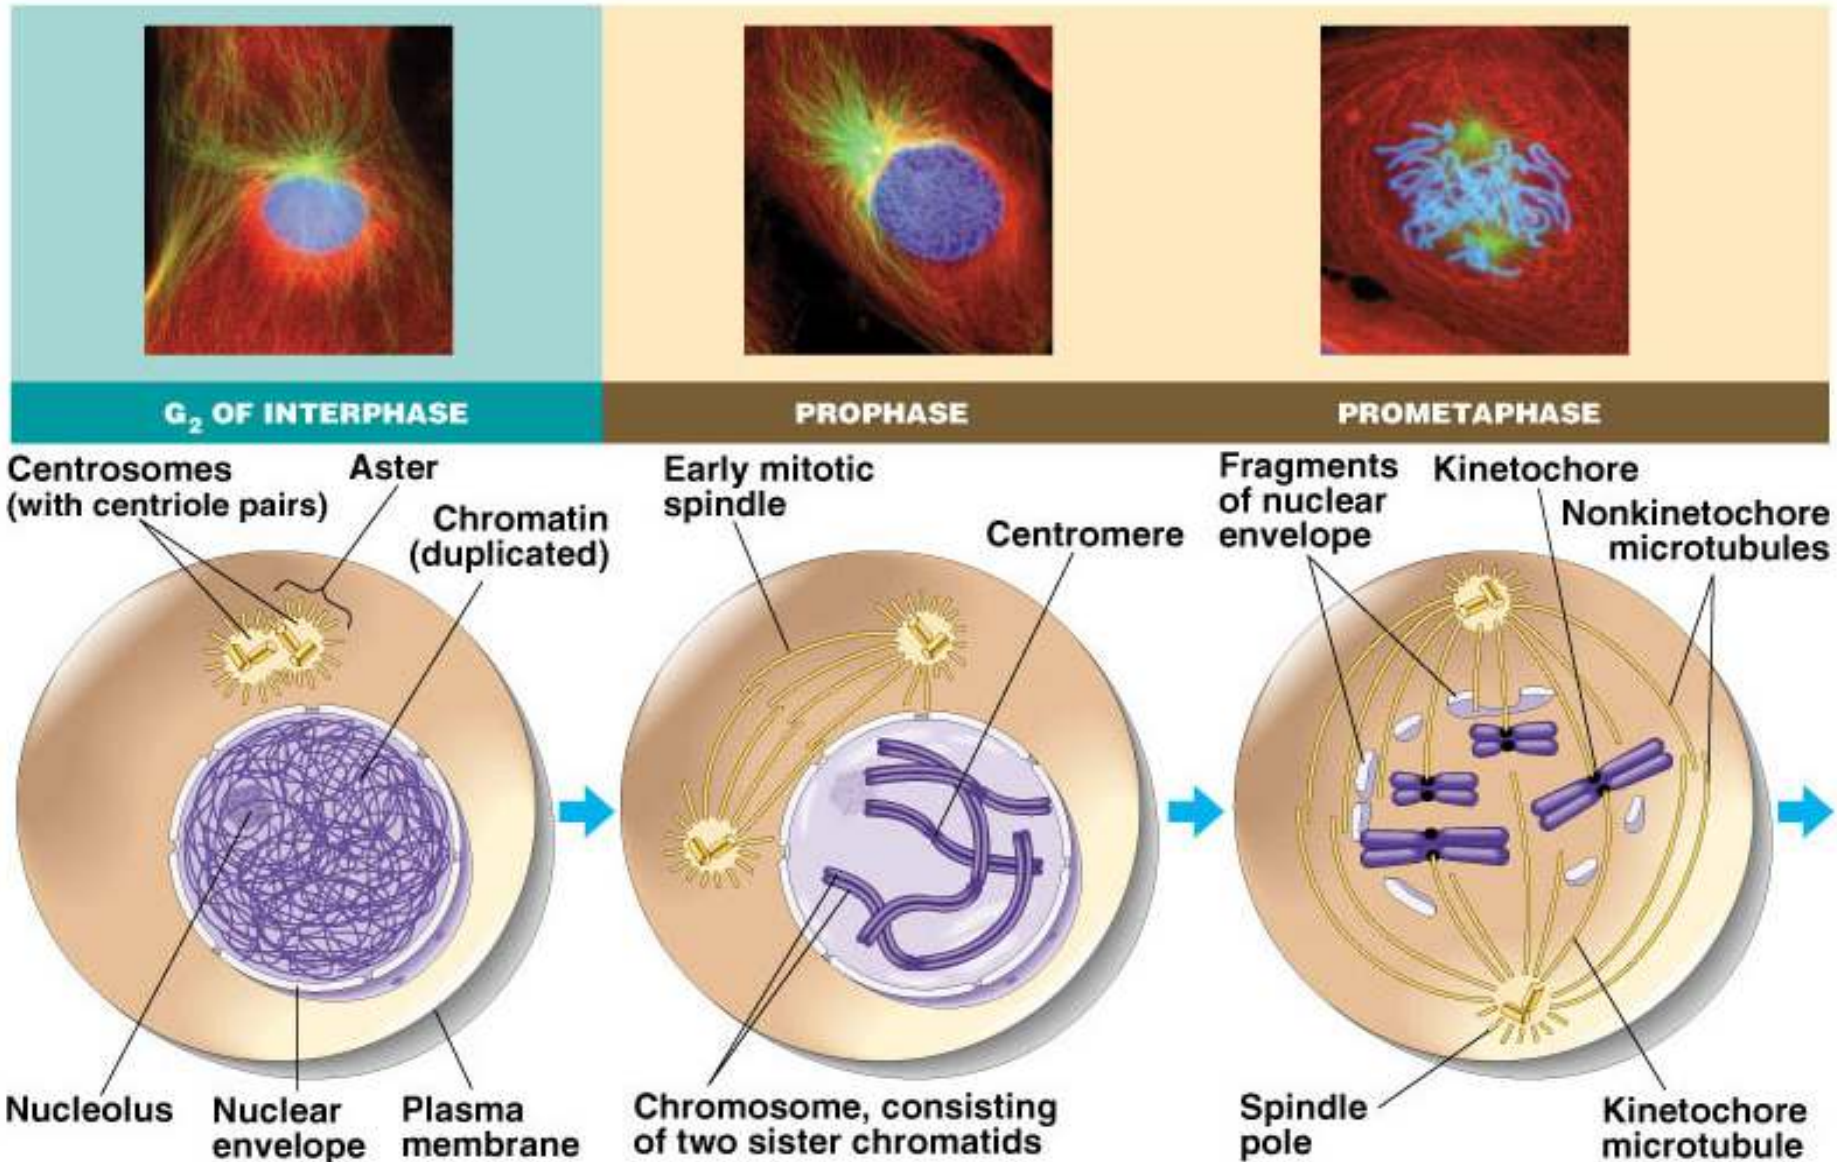 G₂ OF INTERPHASE
PROPHASE
PROMETAPHASE
Centrosomes
(with centriole pairs)
Aster
Chromatin
(duplicated)
Early mitotic
spindle
Centromere
Fragments
of nuclear
envelope
Kinetochore
Nonkinetochore
microtubules
Nucleolus
Nuclear
envelope
Plasma
membrane
Chromosome, consisting
of two sister chromatids
Spindle
pole
Kinetochore
microtubule